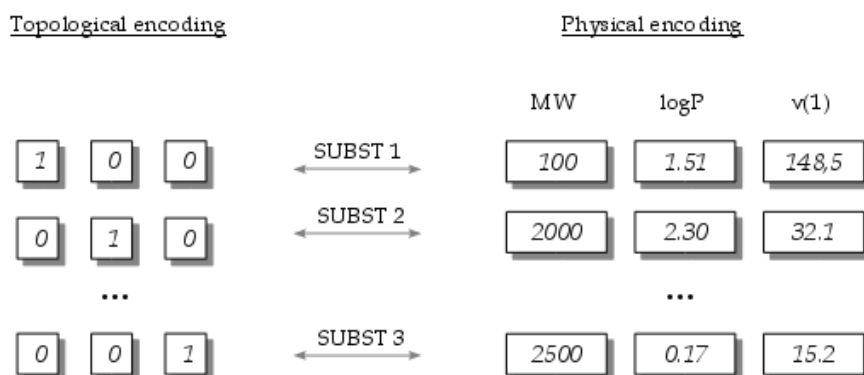 Topological encoding Physical encoding
MW logP v(1)
1 0 0 SUBST 1 100 1.51 148,5
0 1 0 SUBST 2 2000 2.30 32.1
... ...
0 0 1 SUBST 3 2500 0.17 15.2